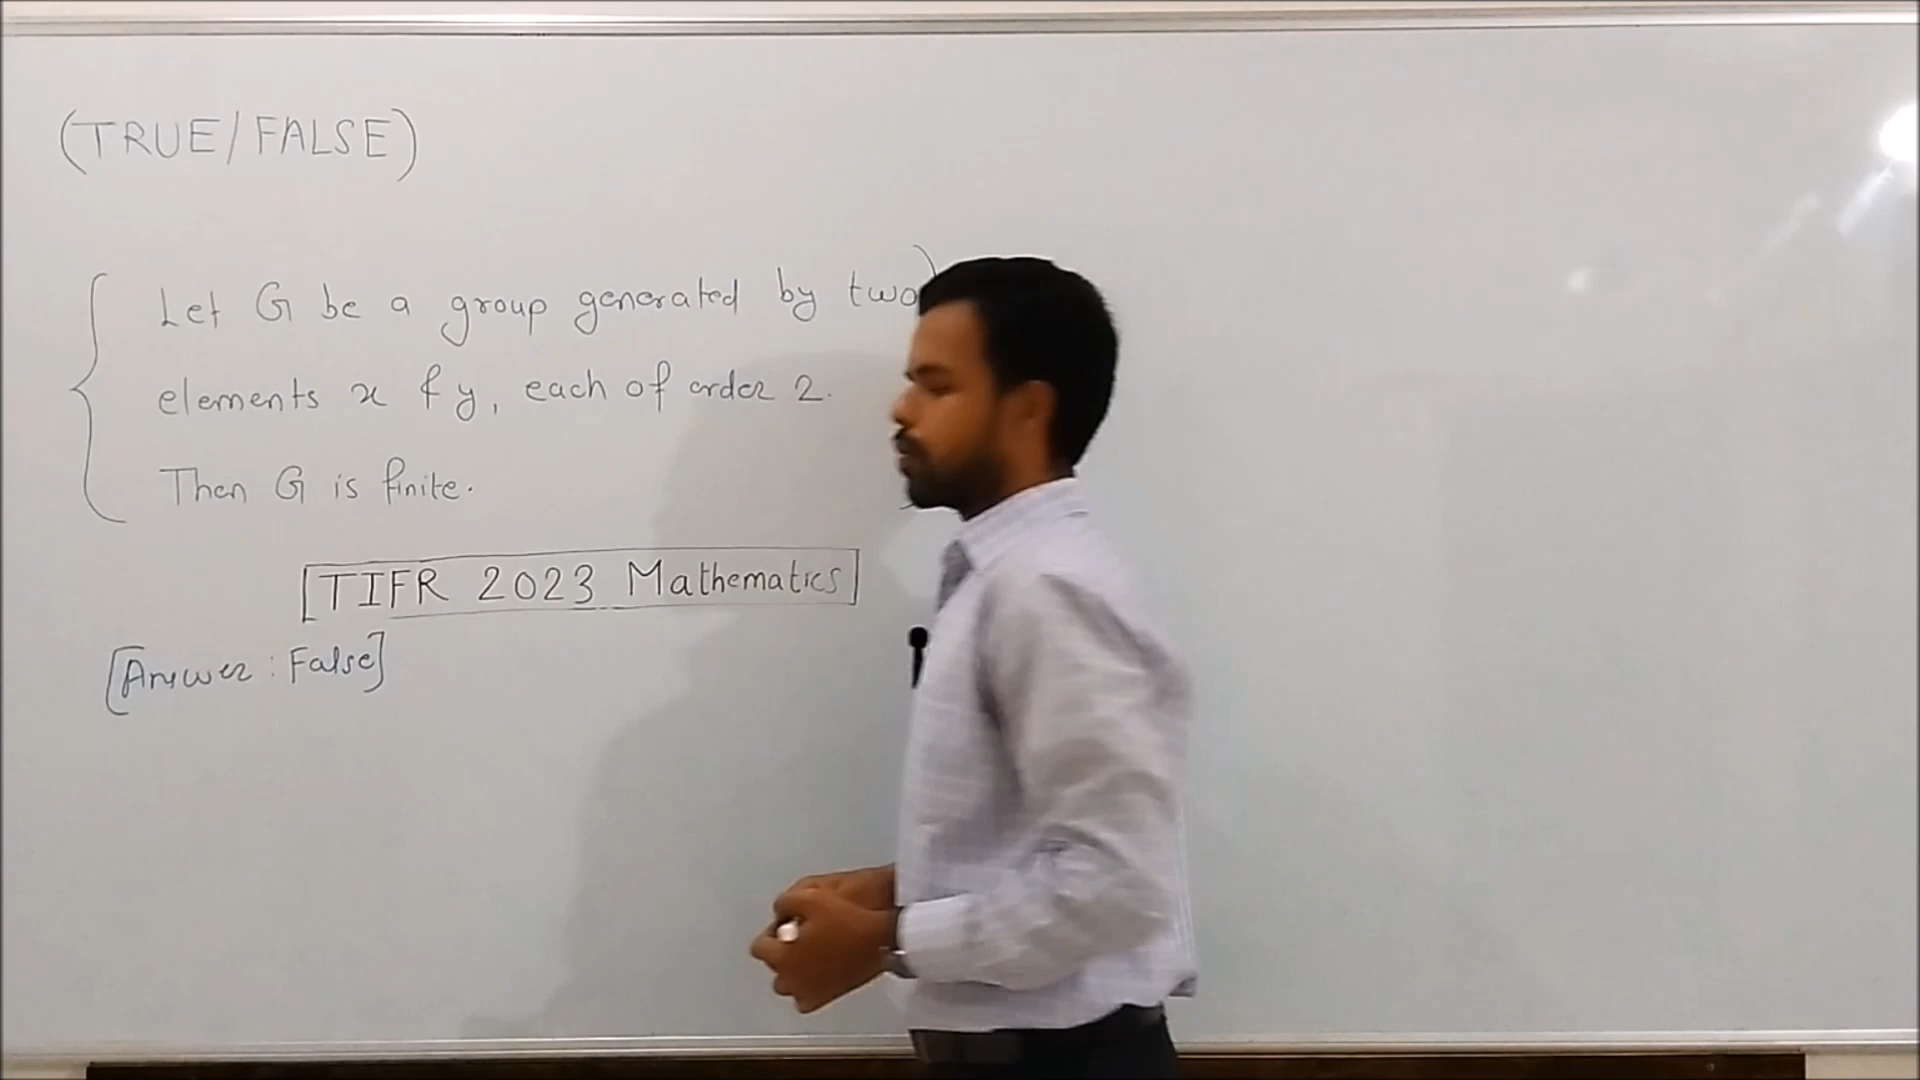 (TRUE/FALSE)
Let G be a group generated by two
elements x & y, each of order 2.
Then G is finite.
[TIFR 2023 Mathematics]
[Answer: False]